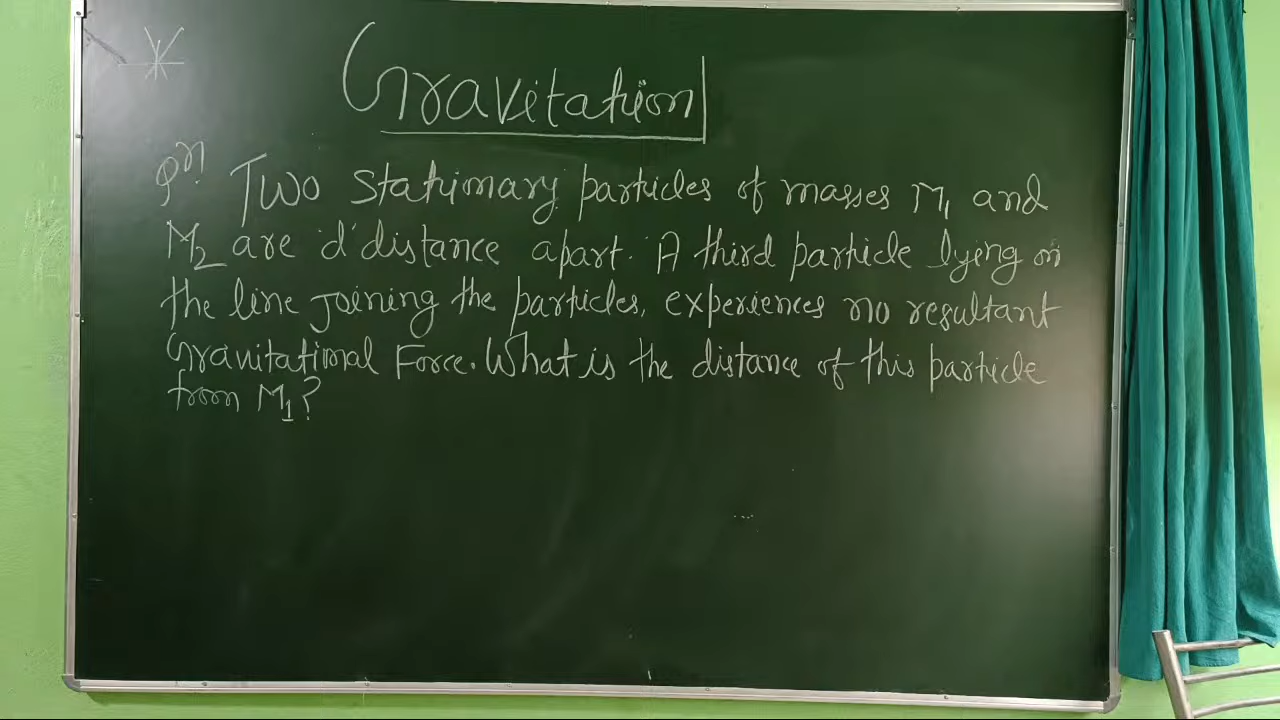 Gravitation
Qn? Two Stationary particles of masses M1 and
M2 are 'd' distance apart. A third particle lying on
the line joining the particles, experiences no resultant
Gravitational Force. What is the distance of this particle
from M1?